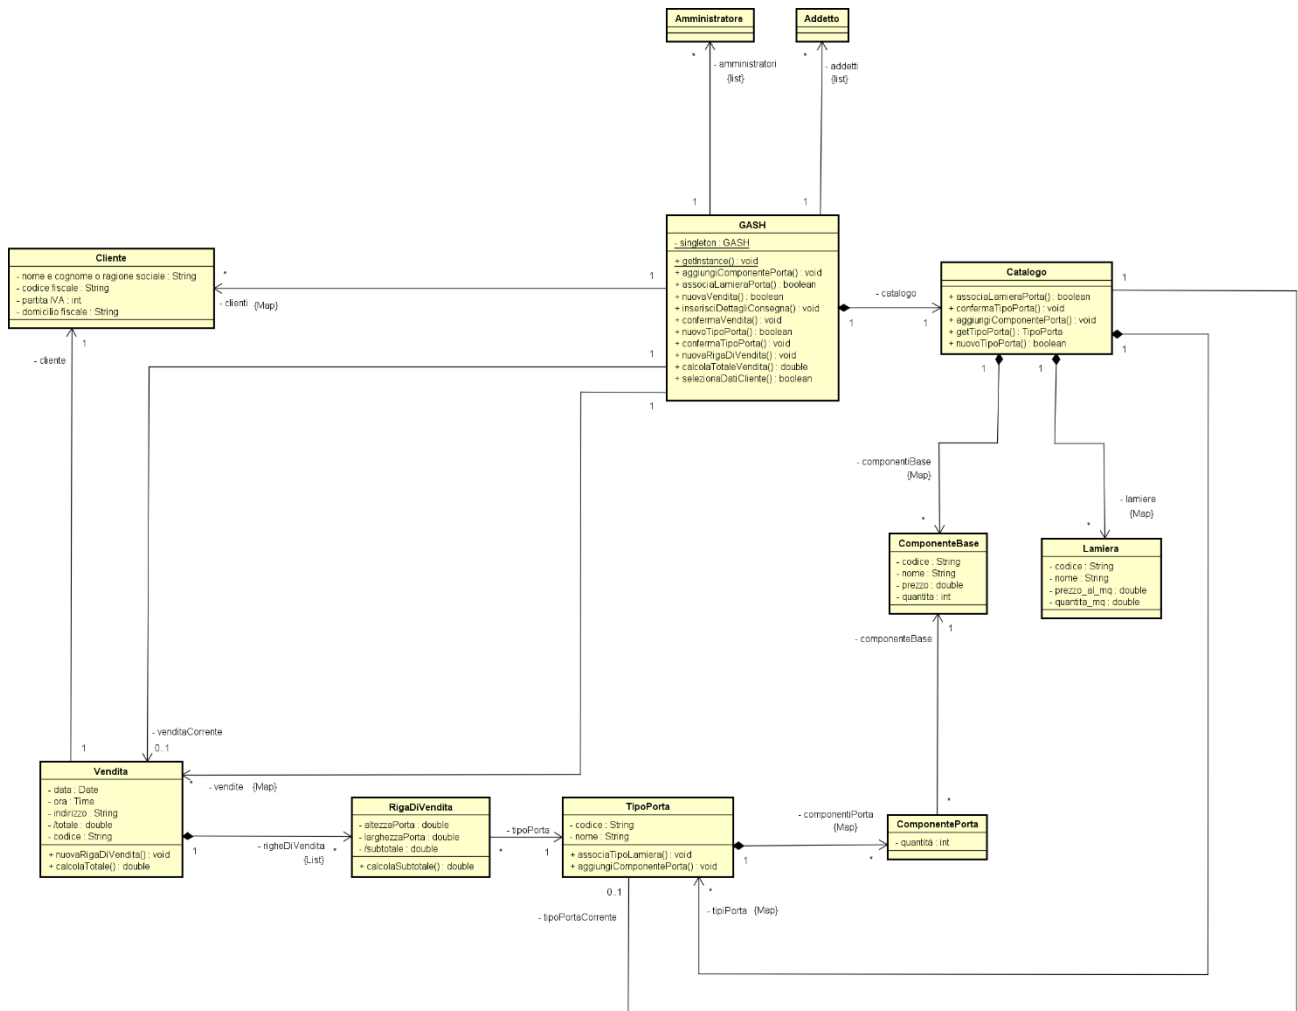 Amministratore
Addetto
*
- amministratori
{list}
*
- addetti
{list}
1
1
GASH
- singleton : GASH
+ getInstance() : void
+ aggiungiComponentePorta() : void
+ associaLamieraPorta() : boolean
+ nuovaVendita() : boolean
+ inserisciDettagliConsegna() : void
+ confermaVendita() : void
+ nuovoTipoPorta() : boolean
+ confermaTipoPorta() : void
+ nuovaRigaDiVendita() : void
+ calcolaTotaleVendita() : double
+ selezionaDatiCliente() : boolean
Cliente
- nome e cognome o ragione sociale : String
- codice fiscale : String
- partita IVA : int
- domicilio fiscale : String
*
- clienti {Map}
1
1
1
- catalogo
1
1
Catalogo
+ associaLamieraPorta() : boolean
+ confermaTipoPorta() : void
+ aggiungiComponentePorta() : void
+ getTipoPorta() : TipoPorta
+ nuovoTipoPorta() : boolean
1
1
1
1
1
- cliente
- componentiBase
{Map}
*
- lamiere
{Map}
*
ComponenteBase
- codice : String
- nome : String
- prezzo : double
- quantita : int
Lamiera
- codice : String
- nome : String
- prezzo_al_mq : double
- quantita_mq : double
- componenteBase
1
- venditaCorrente
0..1
1
Vendita
- data : Date
- ora : Time
- indirizzo : String
- /totale : double
- codice : String
+ nuovaRigaDiVendita() : void
+ calcolaTotale() : double
*
- vendite {Map}
1
- righeDiVendita
{List}
*
RigaDiVendita
- altezzaPorta : double
- larghezzaPorta : double
- /subtotale : double
+ calcolaSubtotale() : double
- tipoPorta
*
1
TipoPorta
- codice : String
- nome : String
+ associaTipoLamiera() : void
+ aggiungiComponentePorta() : void
- componentiPorta
{Map}
1
*
*
ComponentePorta
- quantità : int
0..1
- tipoPortaCorrente
*
- tipiPorta {Map}